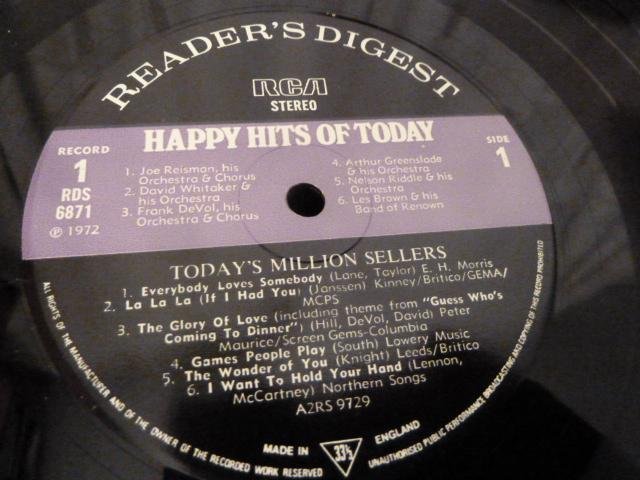 READER'S DIGEST
RCA
STEREO
HAPPY HITS OF TODAY
RECORD
1
RDS
6871
℗ 1972
1. Joe Reisman, his
Orchestra & Chorus
2. David Whitaker &
his Orchestra
3. Frank DeVol, his
Orchestra & Chorus
4. Arthur Greenslade
& his Orchestra
5. Nelson Riddle & his
Orchestra
6. Les Brown & his
Band of Renown
SIDE
1
TODAY'S MILLION SELLERS
1. Everybody Loves Somebody (Lane, Taylor) E. H. Morris
2. La La La (If I Had You) (Janssen) Kinney/Britico/GEMA/
MCPS
3. The Glory Of Love (including theme from "Guess Who's
Coming To Dinner") (Hill, DeVol, David) Peter
Maurice/Screen Gems-Columbia
4. Games People Play (South) Lowery Music
5. The Wonder of You (Knight) Leeds/Britico
6. I Want To Hold Your Hand (Lennon,
McCartney) Northern Songs
A2RS 9729
ALL RIGHTS OF THE MANUFACTURER AND OF THE OWNER OF THE RECORDED WORK RESERVED
MADE IN
33⅓
ENGLAND
UNAUTHORISED PUBLIC PERFORMANCE, BROADCASTING AND COPYING OF THIS RECORD PROHIBITED